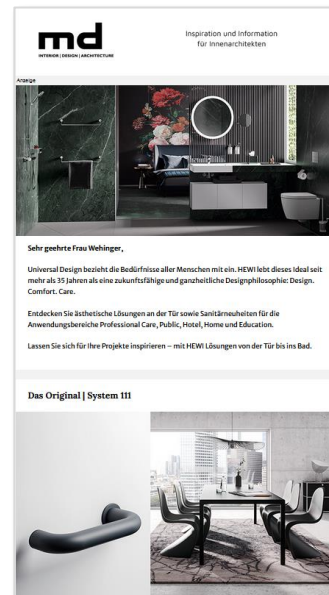 md
INTERIOR | DESIGN | ARCHITECTURE
Inspiration und Information
für Innenarchitekten
Anzeige
Sehr geehrte Frau Wehinger,
Universal Design bezieht die Bedürfnisse aller Menschen mit ein. HEWI lebt dieses Ideal seit
mehr als 35 Jahren als eine zukunftsfähige und ganzheitliche Designphilosophie: Design.
Comfort. Care.
Entdecken Sie ästhetische Lösungen an der Tür sowie Sanitärneuheiten für die
Anwendungsbereiche Professional Care, Public, Hotel, Home und Education.
Lassen Sie sich für Ihre Projekte inspirieren – mit HEWI Lösungen von der Tür bis ins Bad.
Das Original | System 111